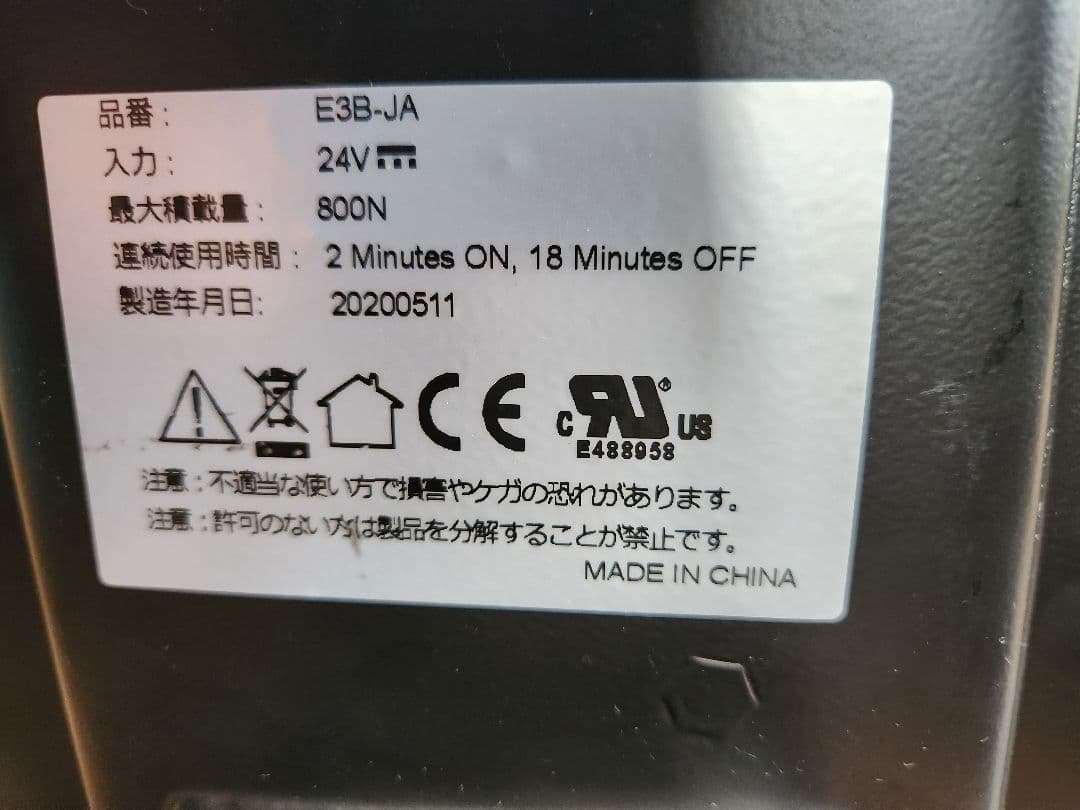 品番： E3B-JA
入力： 24V
最大積載量： 800N
連続使用時間： 2 Minutes ON, 18 Minutes OFF
製造年月日: 20200511
CE c RU® US
E488958
注意：不適当な使い方で損害やケガの恐れがあります。
注意：許可のない方は製品を分解することが禁止です。
MADE IN CHINA